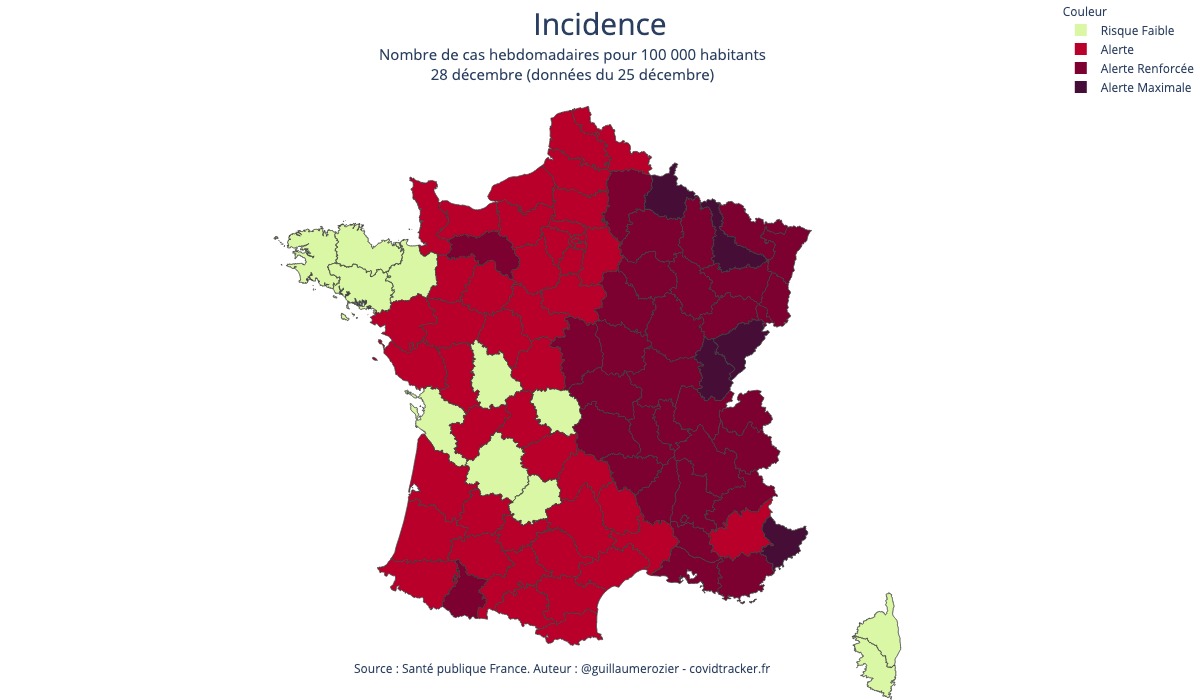 Incidence
Nombre de cas hebdomadaires pour 100 000 habitants
28 décembre (données du 25 décembre)
Couleur
Risque Faible
Alerte
Alerte Renforcée
Alerte Maximale
Source : Santé publique France. Auteur : @guillaumerozier - covidtracker.fr